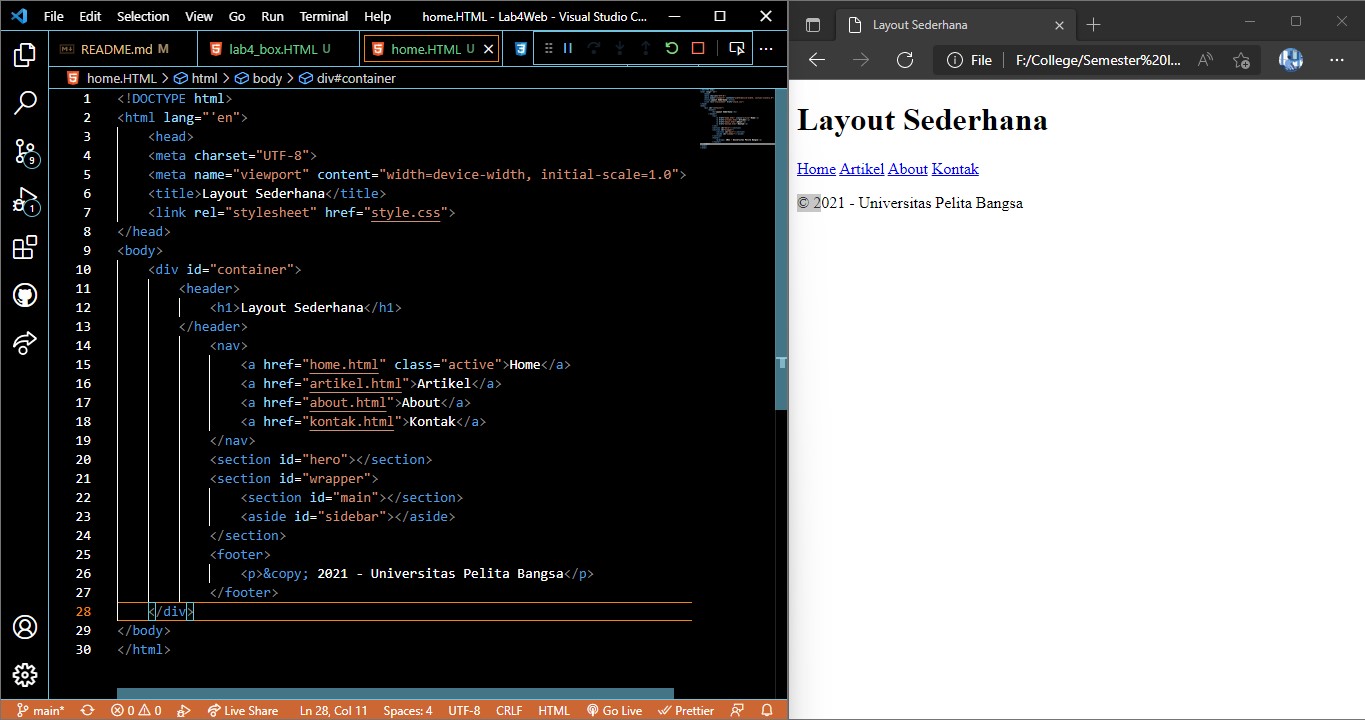 File Edit Selection View Go Run Terminal Help home.HTML - Lab4Web - Visual Studio C...
README.md M lab4_box.HTML U home.HTML U
home.HTML > html > body > div#container
1 <!DOCTYPE html>
2 <html lang="'en">
3 <head>
4 <meta charset="UTF-8">
5 <meta name="viewport" content="width=device-width, initial-scale=1.0">
6 <title>Layout Sederhana</title>
7 <link rel="stylesheet" href="style.css">
8 </head>
9 <body>
10 <div id="container">
11 <header>
12 <h1>Layout Sederhana</h1>
13 </header>
14 <nav>
15 <a href="home.html" class="active">Home</a>
16 <a href="artikel.html">Artikel</a>
17 <a href="about.html">About</a>
18 <a href="kontak.html">Kontak</a>
19 </nav>
20 <section id="hero"></section>
21 <section id="wrapper">
22 <section id="main"></section>
23 <aside id="sidebar"></aside>
24 </section>
25 <footer>
26 <p>&copy; 2021 - Universitas Pelita Bangsa</p>
27 </footer>
28 </div>
29 </body>
30 </html>
9
1
main* 0 0 Live Share Ln 28, Col 11 Spaces: 4 UTF-8 CRLF HTML Go Live Prettier
Layout Sederhana
File F:/College/Semester%20I...
Layout Sederhana
Home Artikel About Kontak
© 2021 - Universitas Pelita Bangsa